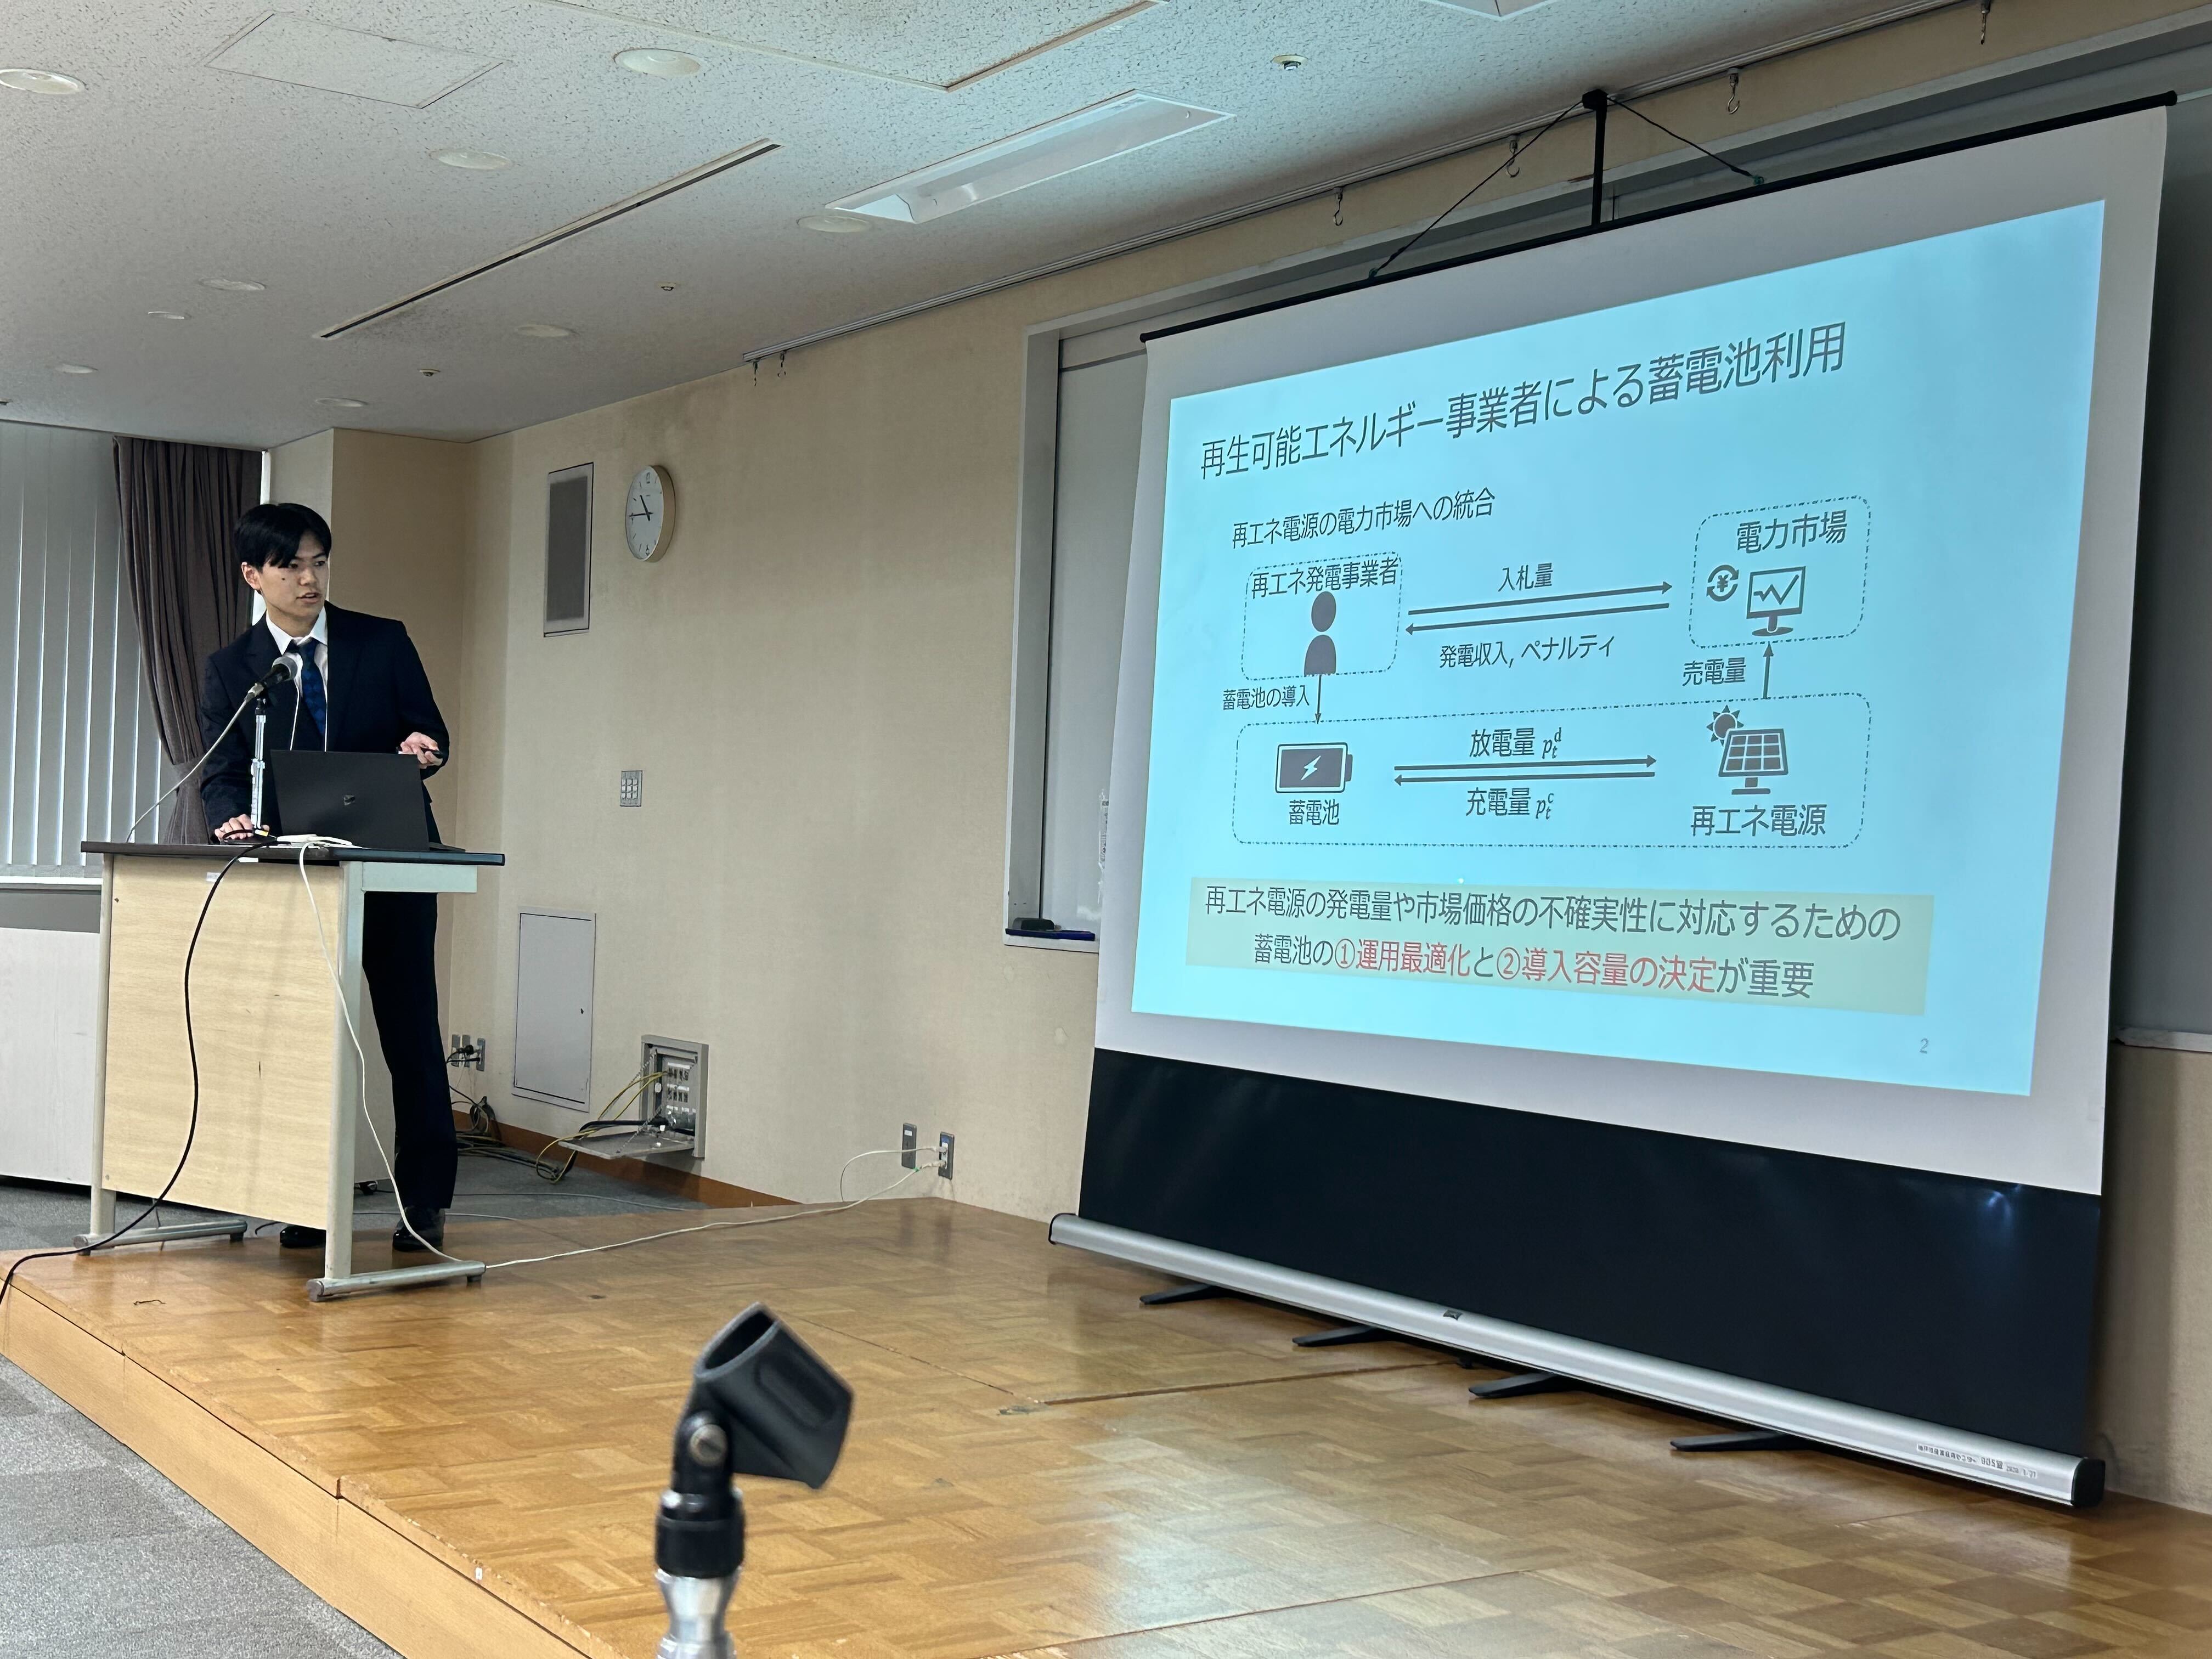 再生可能エネルギー事業者による蓄電池利用
再エネ電源の電力市場への統合
再エネ発電事業者
入札量
電力市場
発電収入, ペナルティ
売電量
蓄電池の導入
放電量 p_t^d
充電量 p_t^c
蓄電池
再エネ電源
再エネ電源の発電量や市場価格の不確実性に対応するための
蓄電池の①運用最適化と②導入容量の決定が重要
2